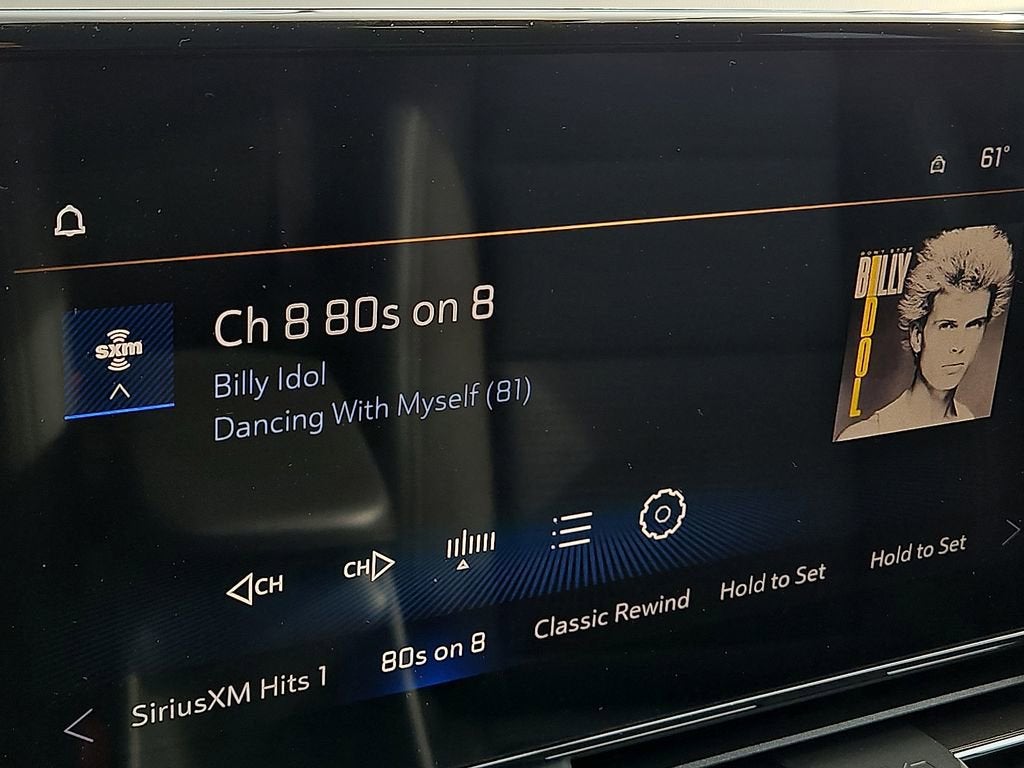 61°
sxm
Ch 8 80s on 8
Billy Idol
Dancing With Myself (81)
BILLY
IDOL
CH
CH
SiriusXM Hits 1
80s on 8
Classic Rewind
Hold to Set
Hold to Set